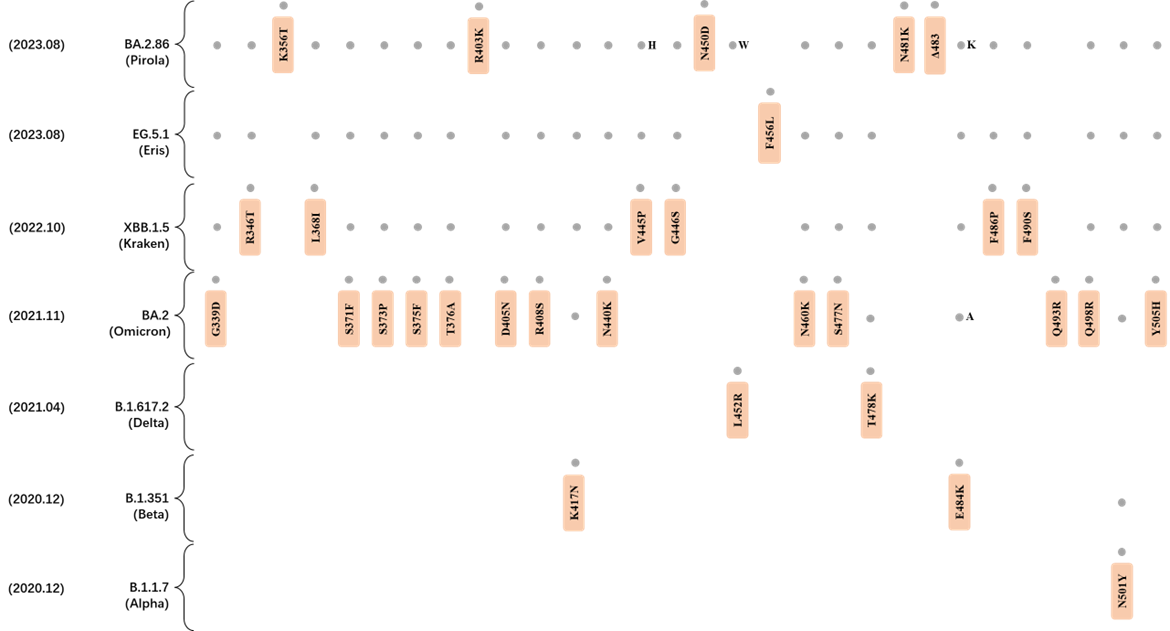 K356T R403K N450D N481K Δ483
(2023.08) BA.2.86 H W K
(Pirola)
F456L
(2023.08) EG.5.1
(Eris)
R346T L368I V445P G446S F486P F490S
(2022.10) XBB.1.5
(Kraken)
G339D S371F S373P S375F T376A D405N R408S N440K N460K S477N Q493R Q498R Y505H
(2021.11) BA.2 A
(Omicron)
L452R T478K
(2021.04) B.1.617.2
(Delta)
K417N E484K
(2020.12) B.1.351
(Beta)
N501Y
(2020.12) B.1.1.7
(Alpha)